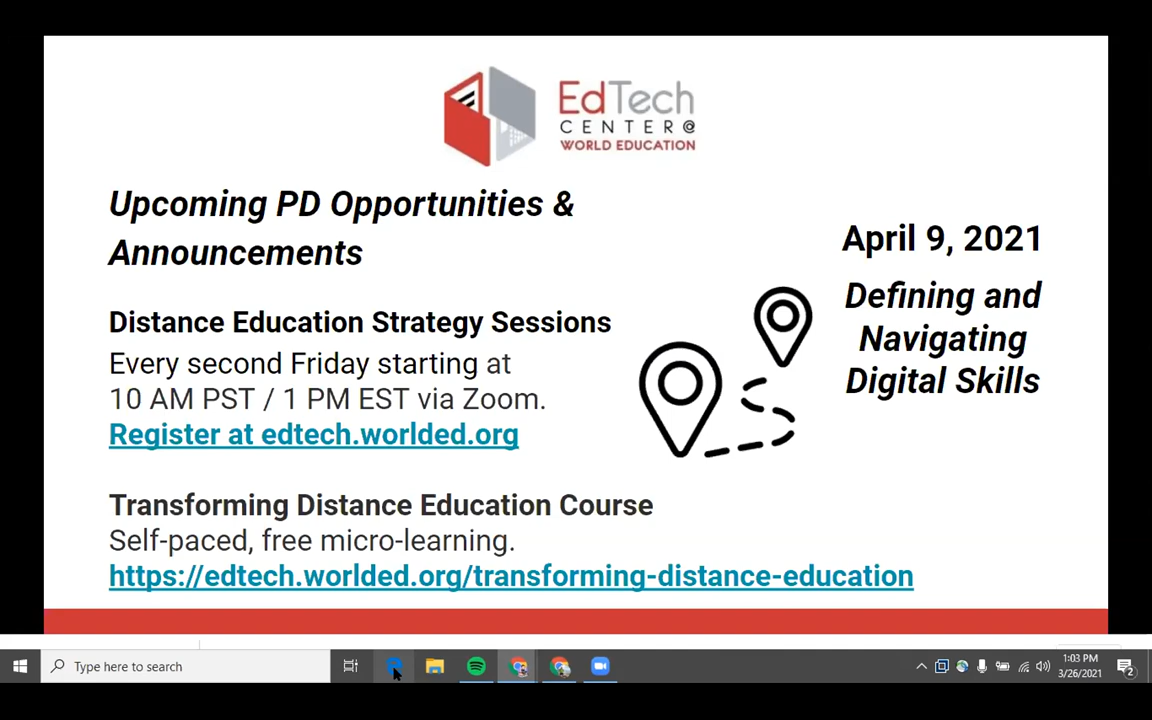 EdTech
CENTER@
WORLD EDUCATION
Upcoming PD Opportunities &
Announcements
April 9, 2021
Defining and
Navigating
Digital Skills
Distance Education Strategy Sessions
Every second Friday starting at
10 AM PST / 1 PM EST via Zoom.
Register at edtech.worlded.org
Transforming Distance Education Course
Self-paced, free micro-learning.
https://edtech.worlded.org/transforming-distance-education
Type here to search
1:03 PM
3/26/2021
2